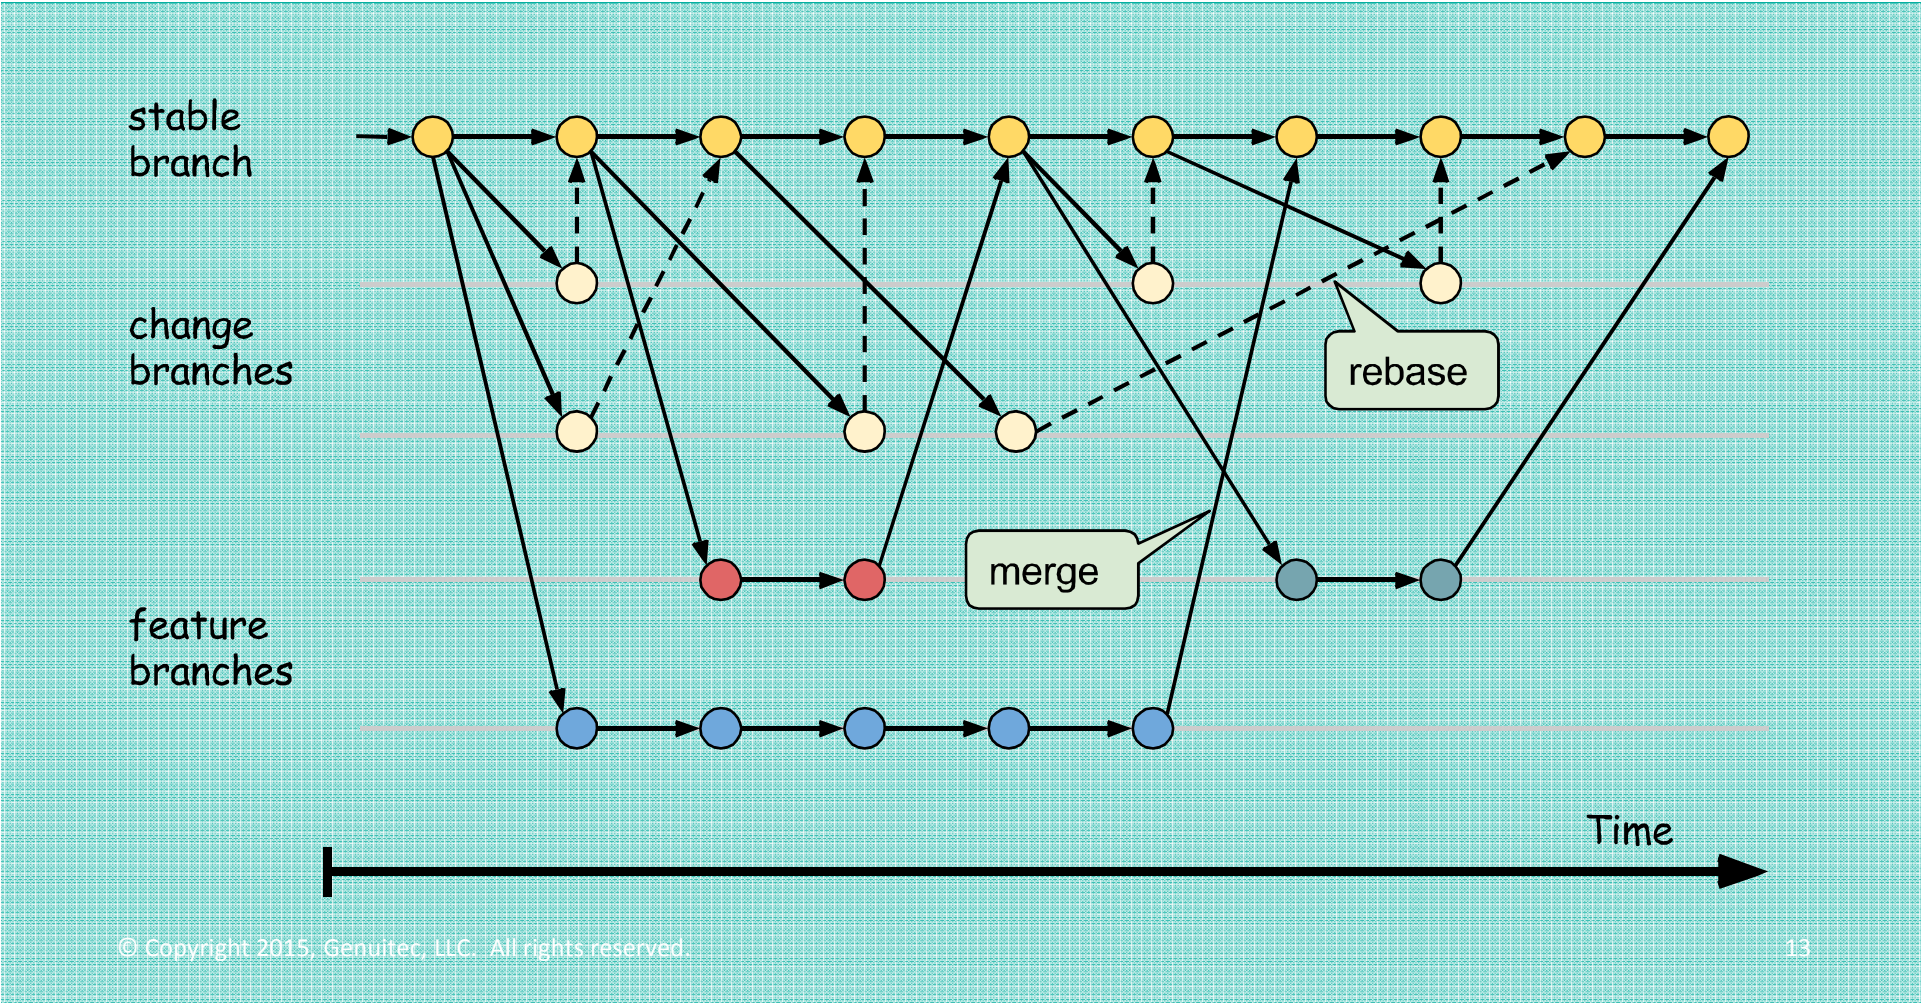 stable
branch
change
branches
rebase
merge
feature
branches
Time
© Copyright 2015, Genuitec, LLC.  All rights reserved.
13